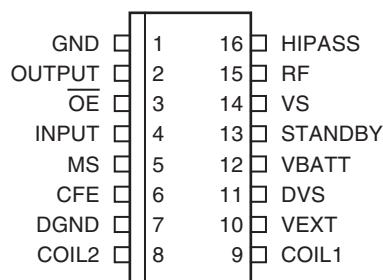 GND 1 16 HIPASS
OUTPUT 2 15 RF
OE 3 14 VS
INPUT 4 13 STANDBY
MS 5 12 VBATT
CFE 6 11 DVS
DGND 7 10 VEXT
COIL2 8 9 COIL1